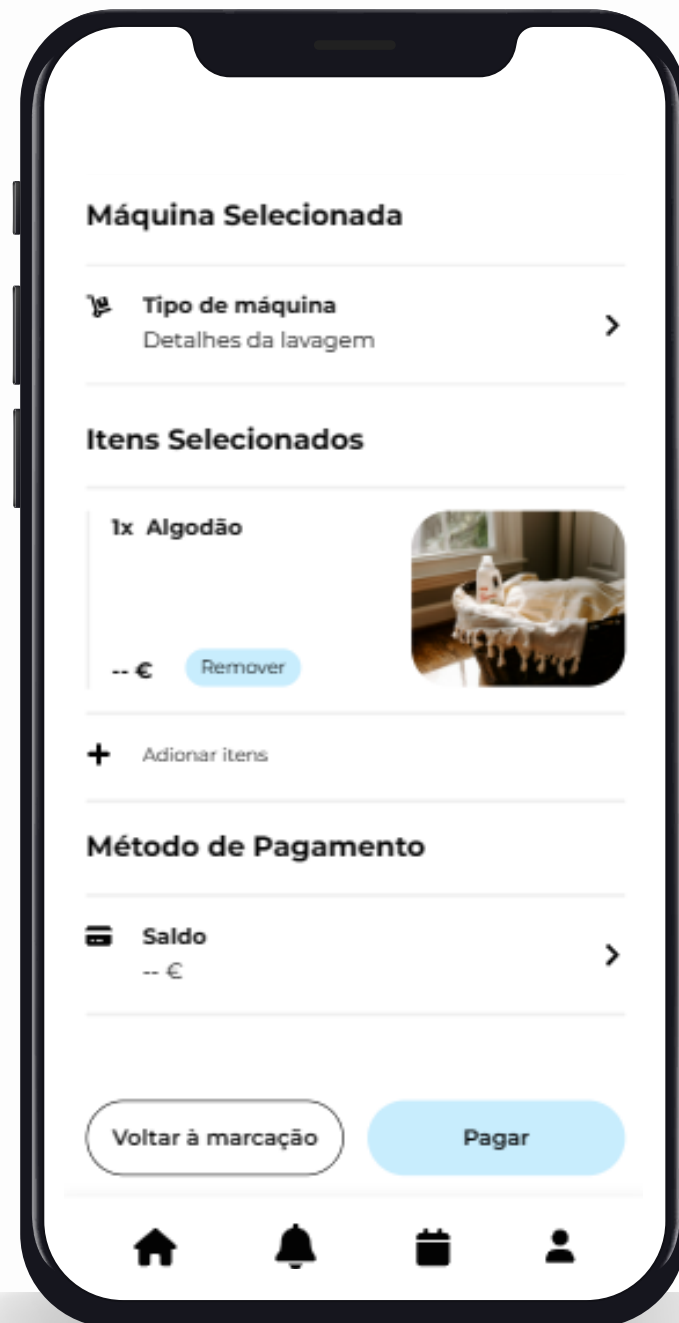 Máquina Selecionada
Tipo de máquina
Detalhes da lavagem
Itens Selecionados
1x Algodão
-- €
Remover
Adionar itens
Método de Pagamento
Saldo
-- €
Voltar à marcação
Pagar